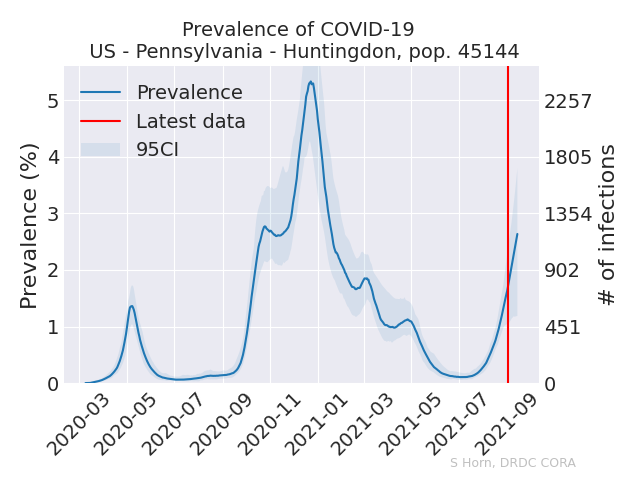 Prevalence of COVID-19
US - Pennsylvania - Huntingdon, pop. 45144
Prevalence
Latest data
95CI
Prevalence (%)
5
4
3
2
1
0
2257
1805
1354
902
451
0
# of infections
2020-03
2020-05
2020-07
2020-09
2020-11
2021-01
2021-03
2021-05
2021-07
2021-09
S Horn, DRDC CORA